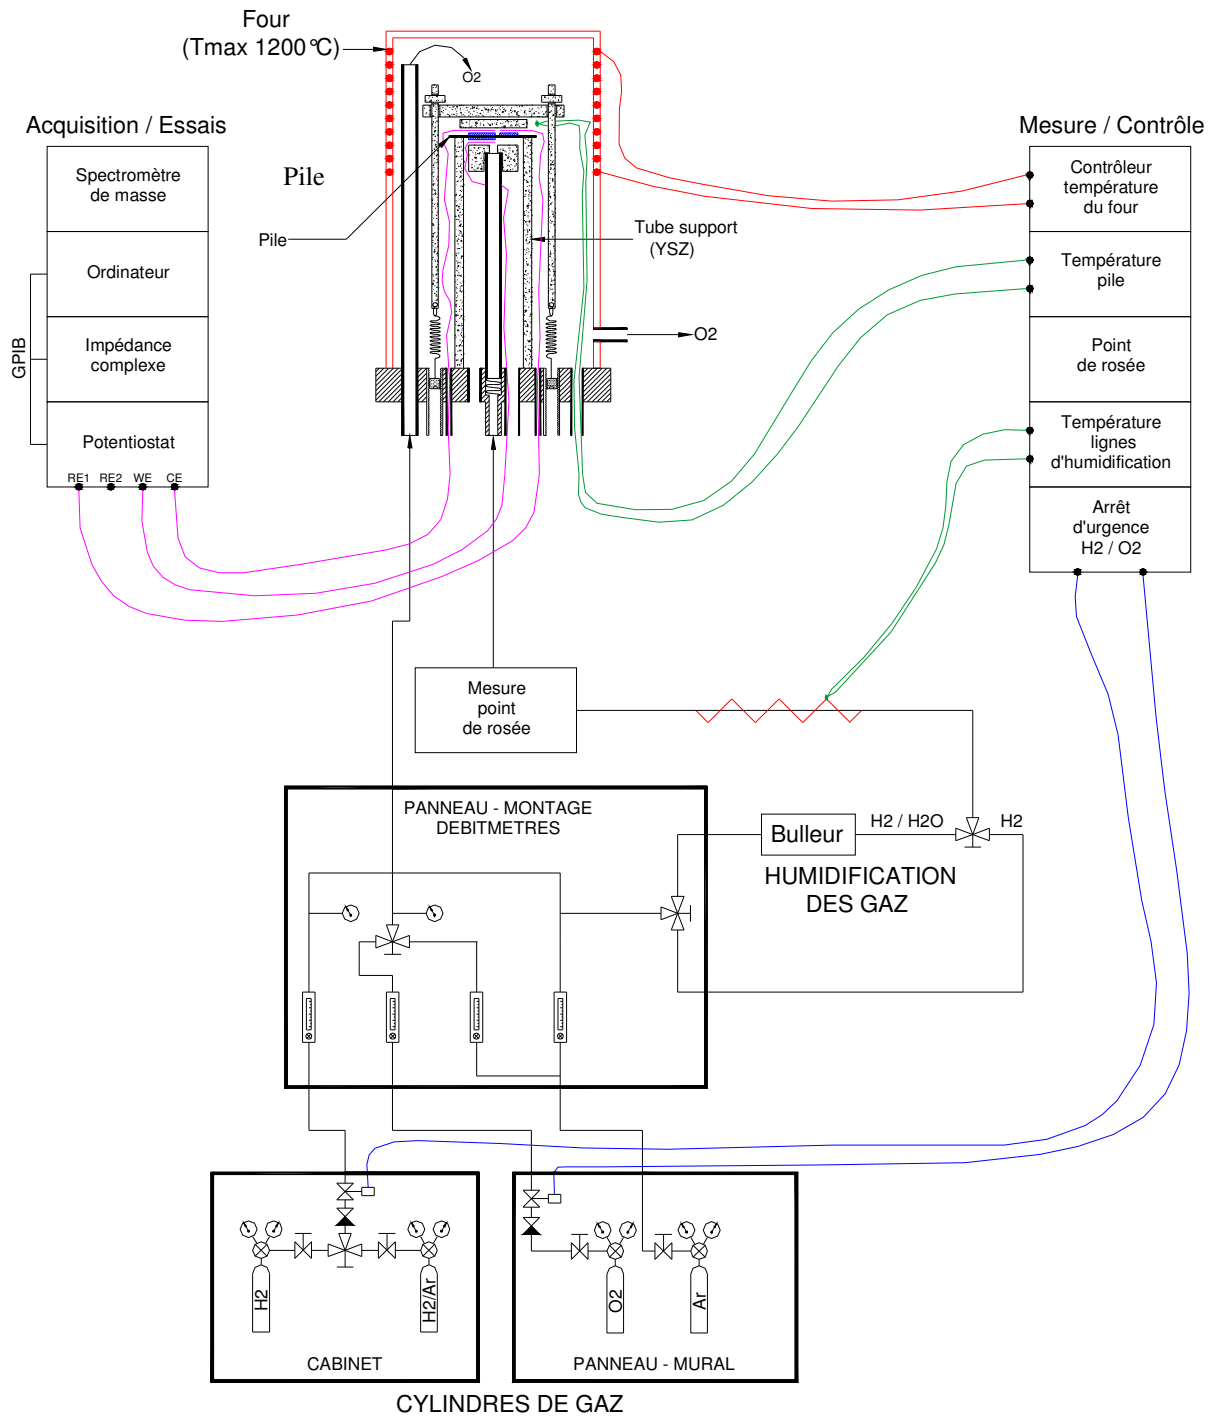 Four
(Tmax 1200°C)
O2
Acquisition / Essais
Mesure / Contrôle
Spectromètre
de masse
Ordinateur
Impédance
complexe
Potentiostat
RE1 RE2 WE CE
GPIB
Pile
Pile
Tube support
(YSZ)
O2
Contrôleur
température
du four
Température
pile
Point
de rosée
Température
lignes
d'humidification
Arrêt
d'urgence
H2 / O2
Mesure
point
de rosée
PANNEAU - MONTAGE
DEBITMETRES
Bulleur
H2 / H2O
H2
HUMIDIFICATION
DES GAZ
H2
H2/Ar
O2
Ar
CABINET
PANNEAU - MURAL
CYLINDRES DE GAZ